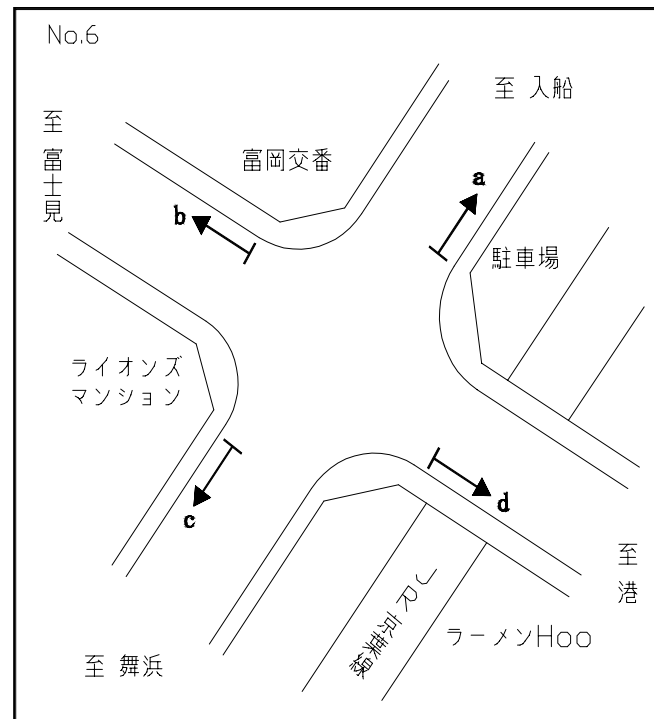 No.6
至 入船
至 富士見
富岡交番
a
b
駐車場
ライオンズ
マンション
c
d
至 港
JR京葉線
ラーメンHoo
至 舞浜